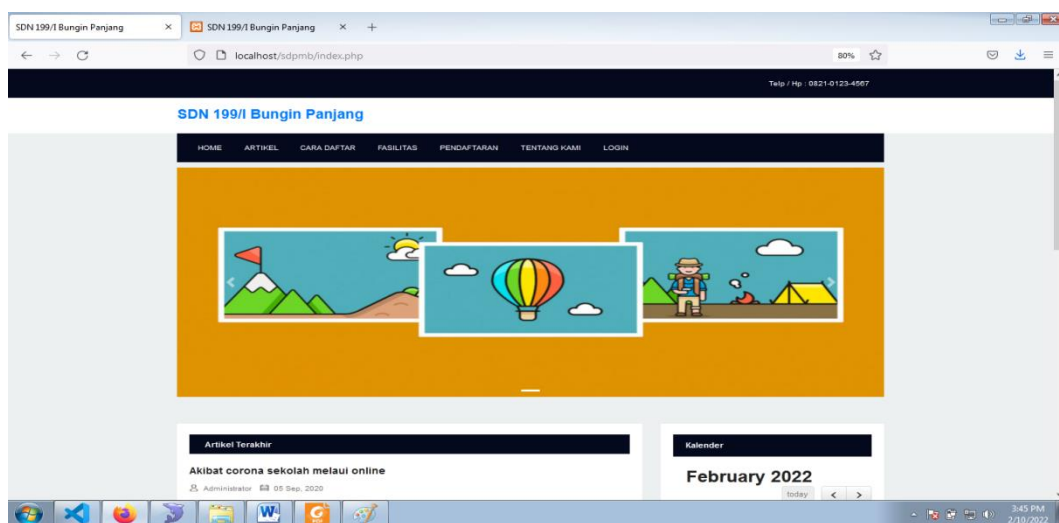 SDN 199/I Bungin Panjang
SDN 199/I Bungin Panjang
localhost/sdpmb/index.php
80%
Telp / Hp : 0821-0123-4567
SDN 199/I Bungin Panjang
HOME ARTIKEL CARA DAFTAR FASILITAS PENDAFTARAN TENTANG KAMI LOGIN
Artikel Terakhir
Akibat corona sekolah melaui online
Administrator 05 Sep, 2020
Kalender
February 2022
today
3:45 PM
2/10/2022